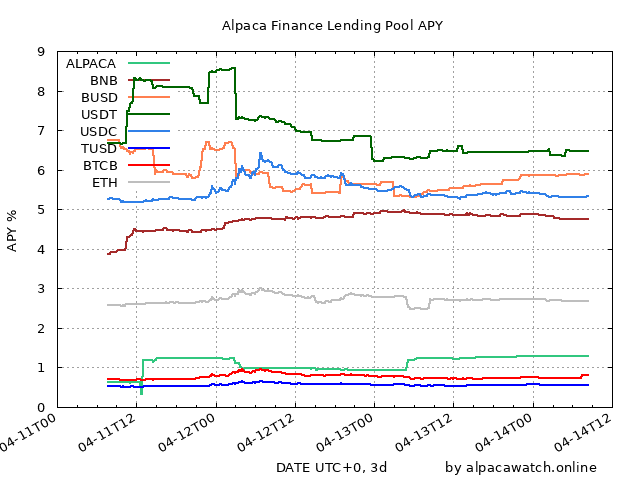 Alpaca Finance Lending Pool APY
ALPACA
BNB
BUSD
USDT
USDC
TUSD
BTCB
ETH
APY %
9
8
7
6
5
4
3
2
1
0
04-11T00
04-11T12
04-12T00
04-12T12
04-13T00
04-13T12
04-14T00
04-14T12
DATE UTC+0, 3d
by alpacawatch.online